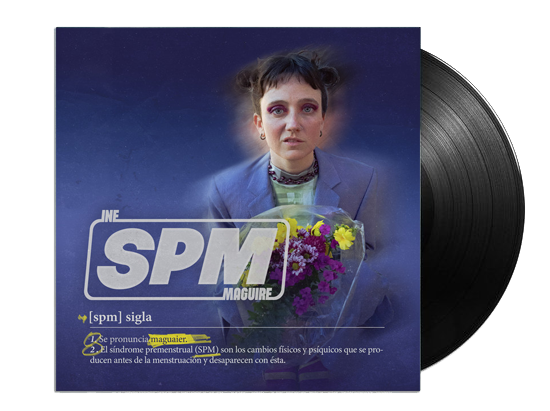 INE
SPM
MAGUIRE
[spm] sigla
1. Se pronuncia maguaier.
2. El síndrome premenstrual (SPM) son los cambios físicos y psíquicos que se pro-
ducen antes de la menstruación y desaparecen con ésta.